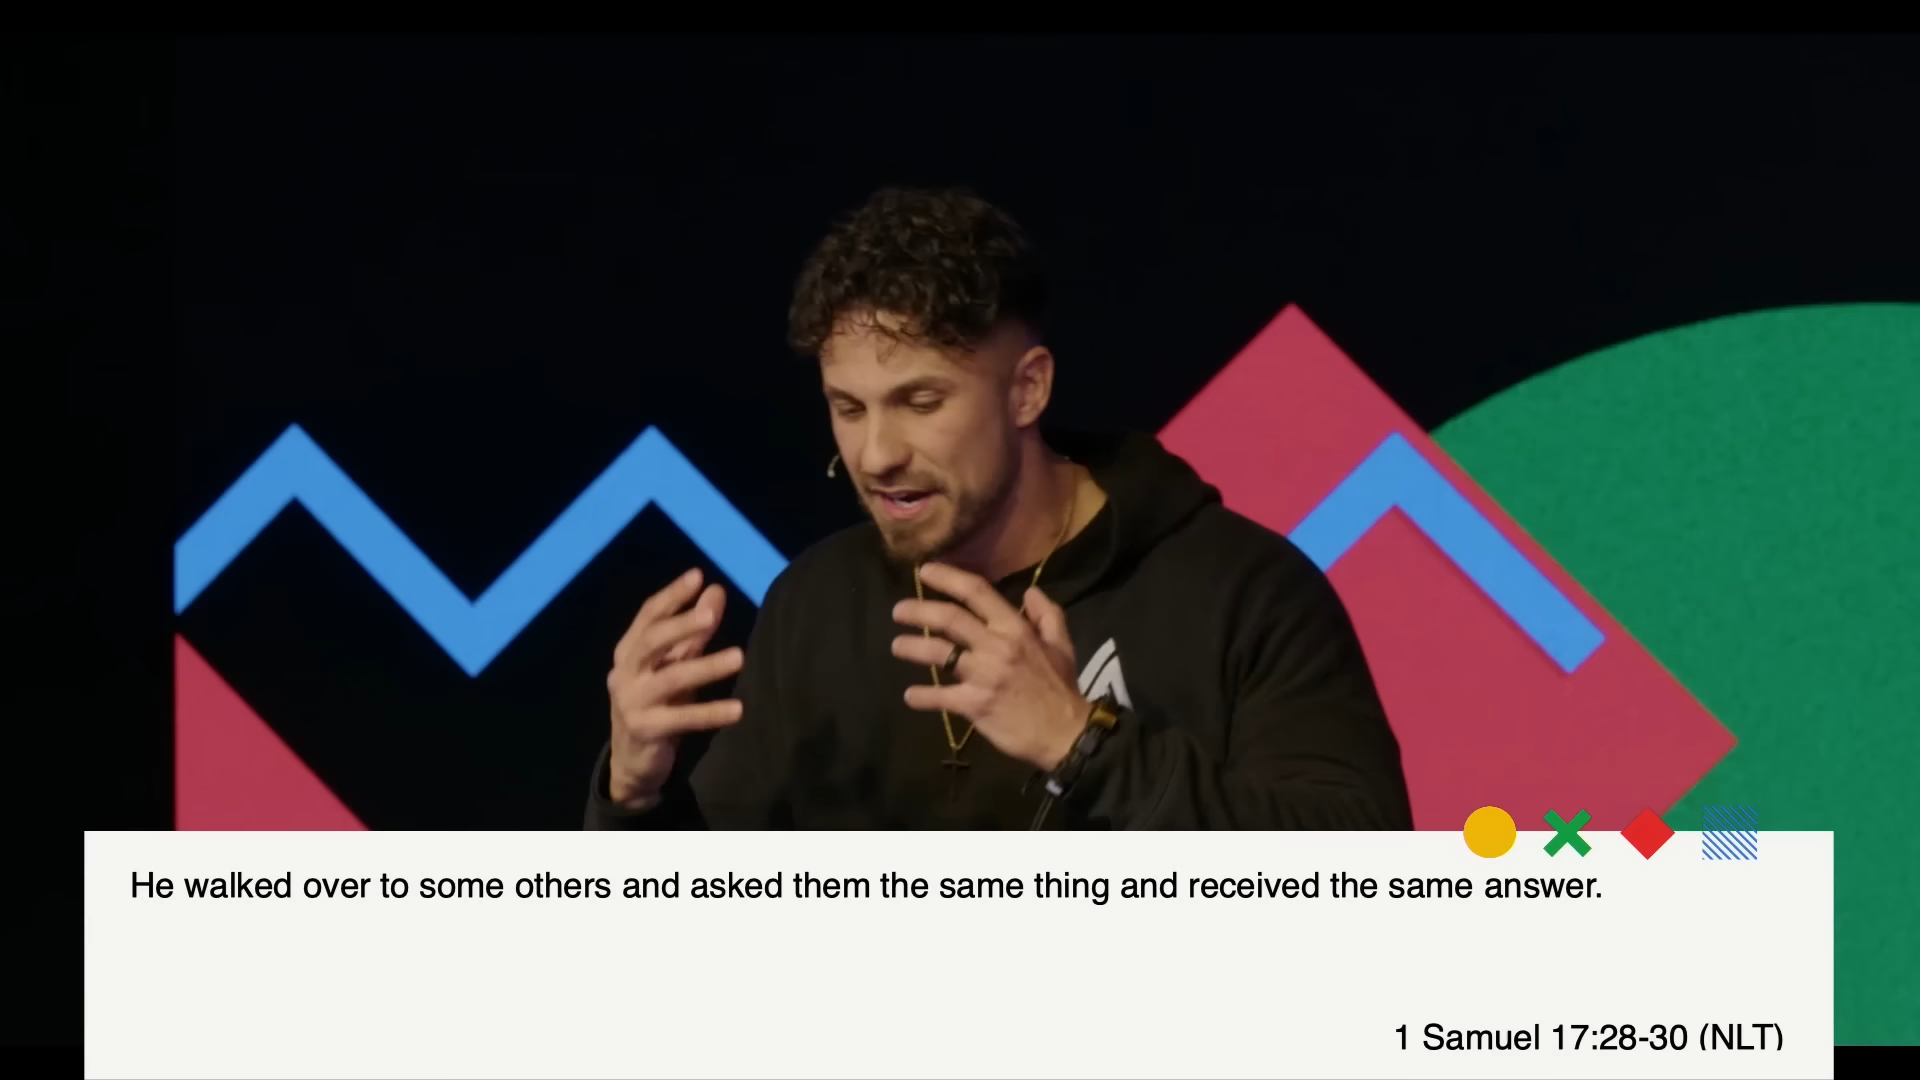 He walked over to some others and asked them the same thing and received the same answer.
1 Samuel 17:28-30 (NLT)